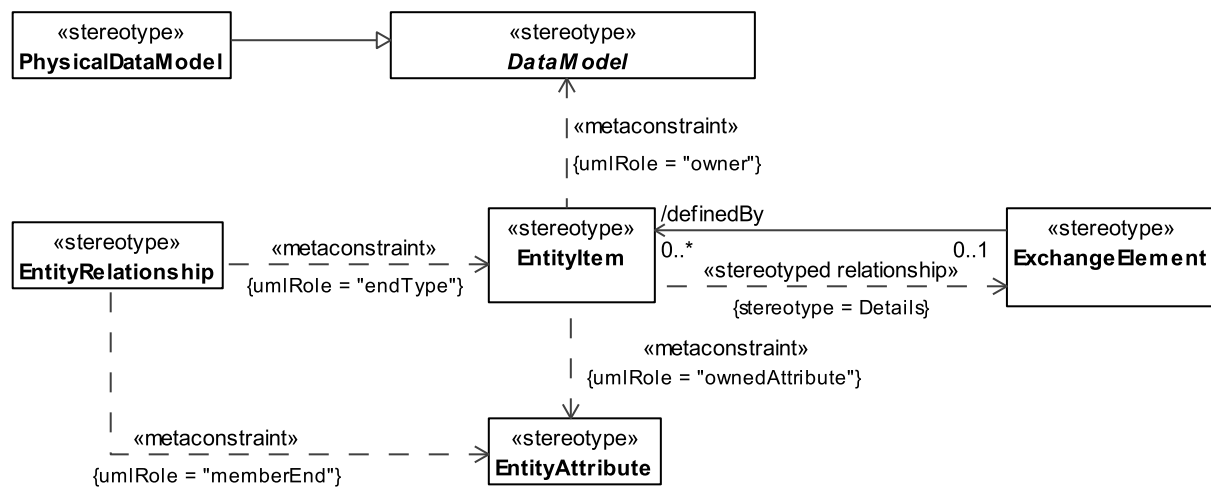 «stereotype»
PhysicalDataModel
«stereotype»
DataModel
«metaconstraint»
{umlRole = "owner"}
«stereotype»
EntityRelationship
«metaconstraint»
{umlRole = "endType"}
«stereotype»
EntityItem
/definedBy
0..*
0..1
«stereotyped relationship»
{stereotype = Details}
«stereotype»
ExchangeElement
«metaconstraint»
{umlRole = "ownedAttribute"}
«metaconstraint»
{umlRole = "memberEnd"}
«stereotype»
EntityAttribute